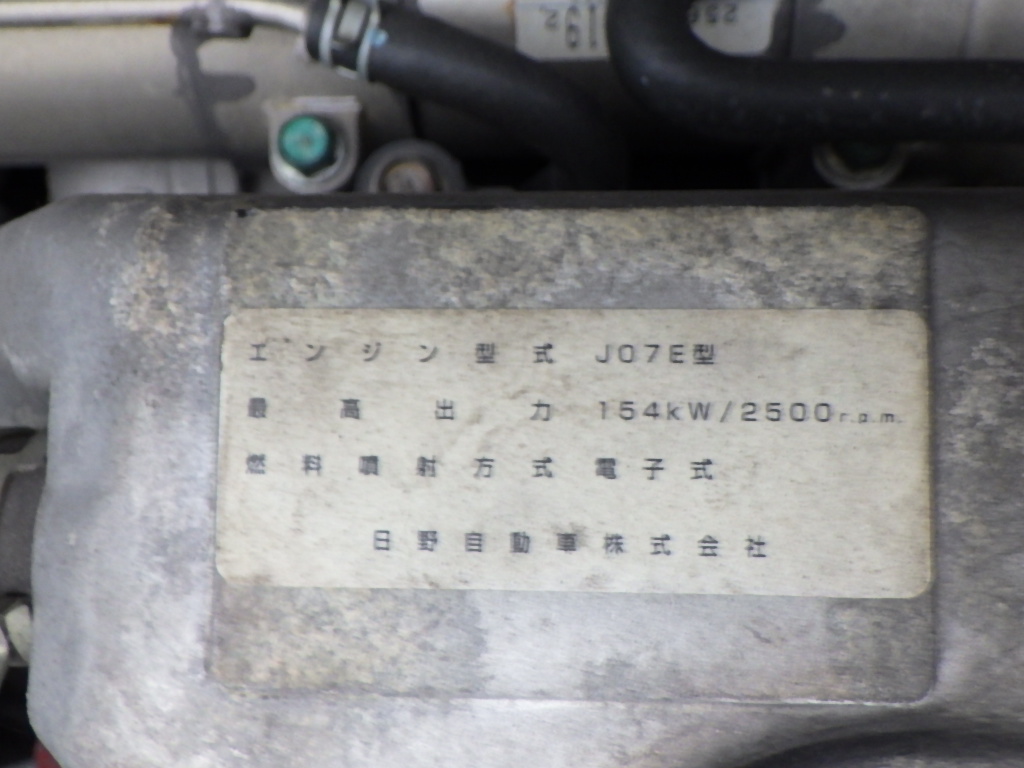 エンジン型式 J07E型
最高出力 154kW/2500r.p.m.
燃料噴射方式 電子式
日野自動車株式会社